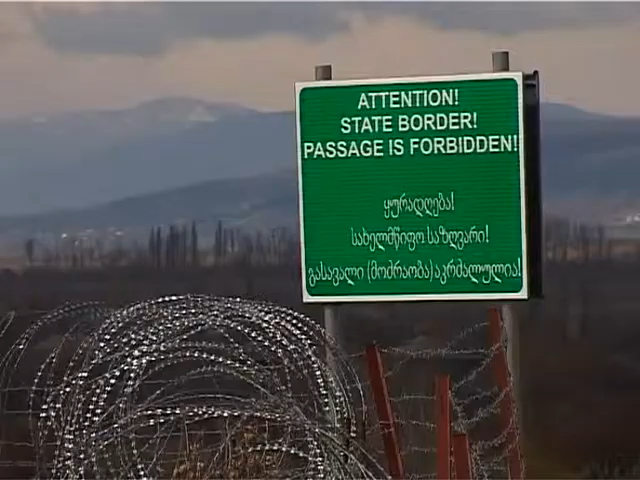 ATTENTION!
STATE BORDER!
PASSAGE IS FORBIDDEN!
ყურადღება!
სახელმწიფო საზღვარი!
გასავალი (მოძრაობა) აკრძალულია!